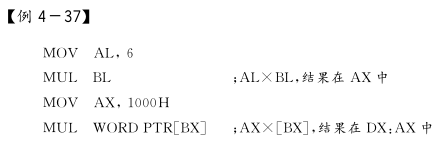 【例 4－37】
MOV AL，6
MUL BL ;AL×BL,结果在 AX 中
MOV AX，1000H
MUL WORD PTR[BX] ;AX×[BX],结果在 DX:AX 中